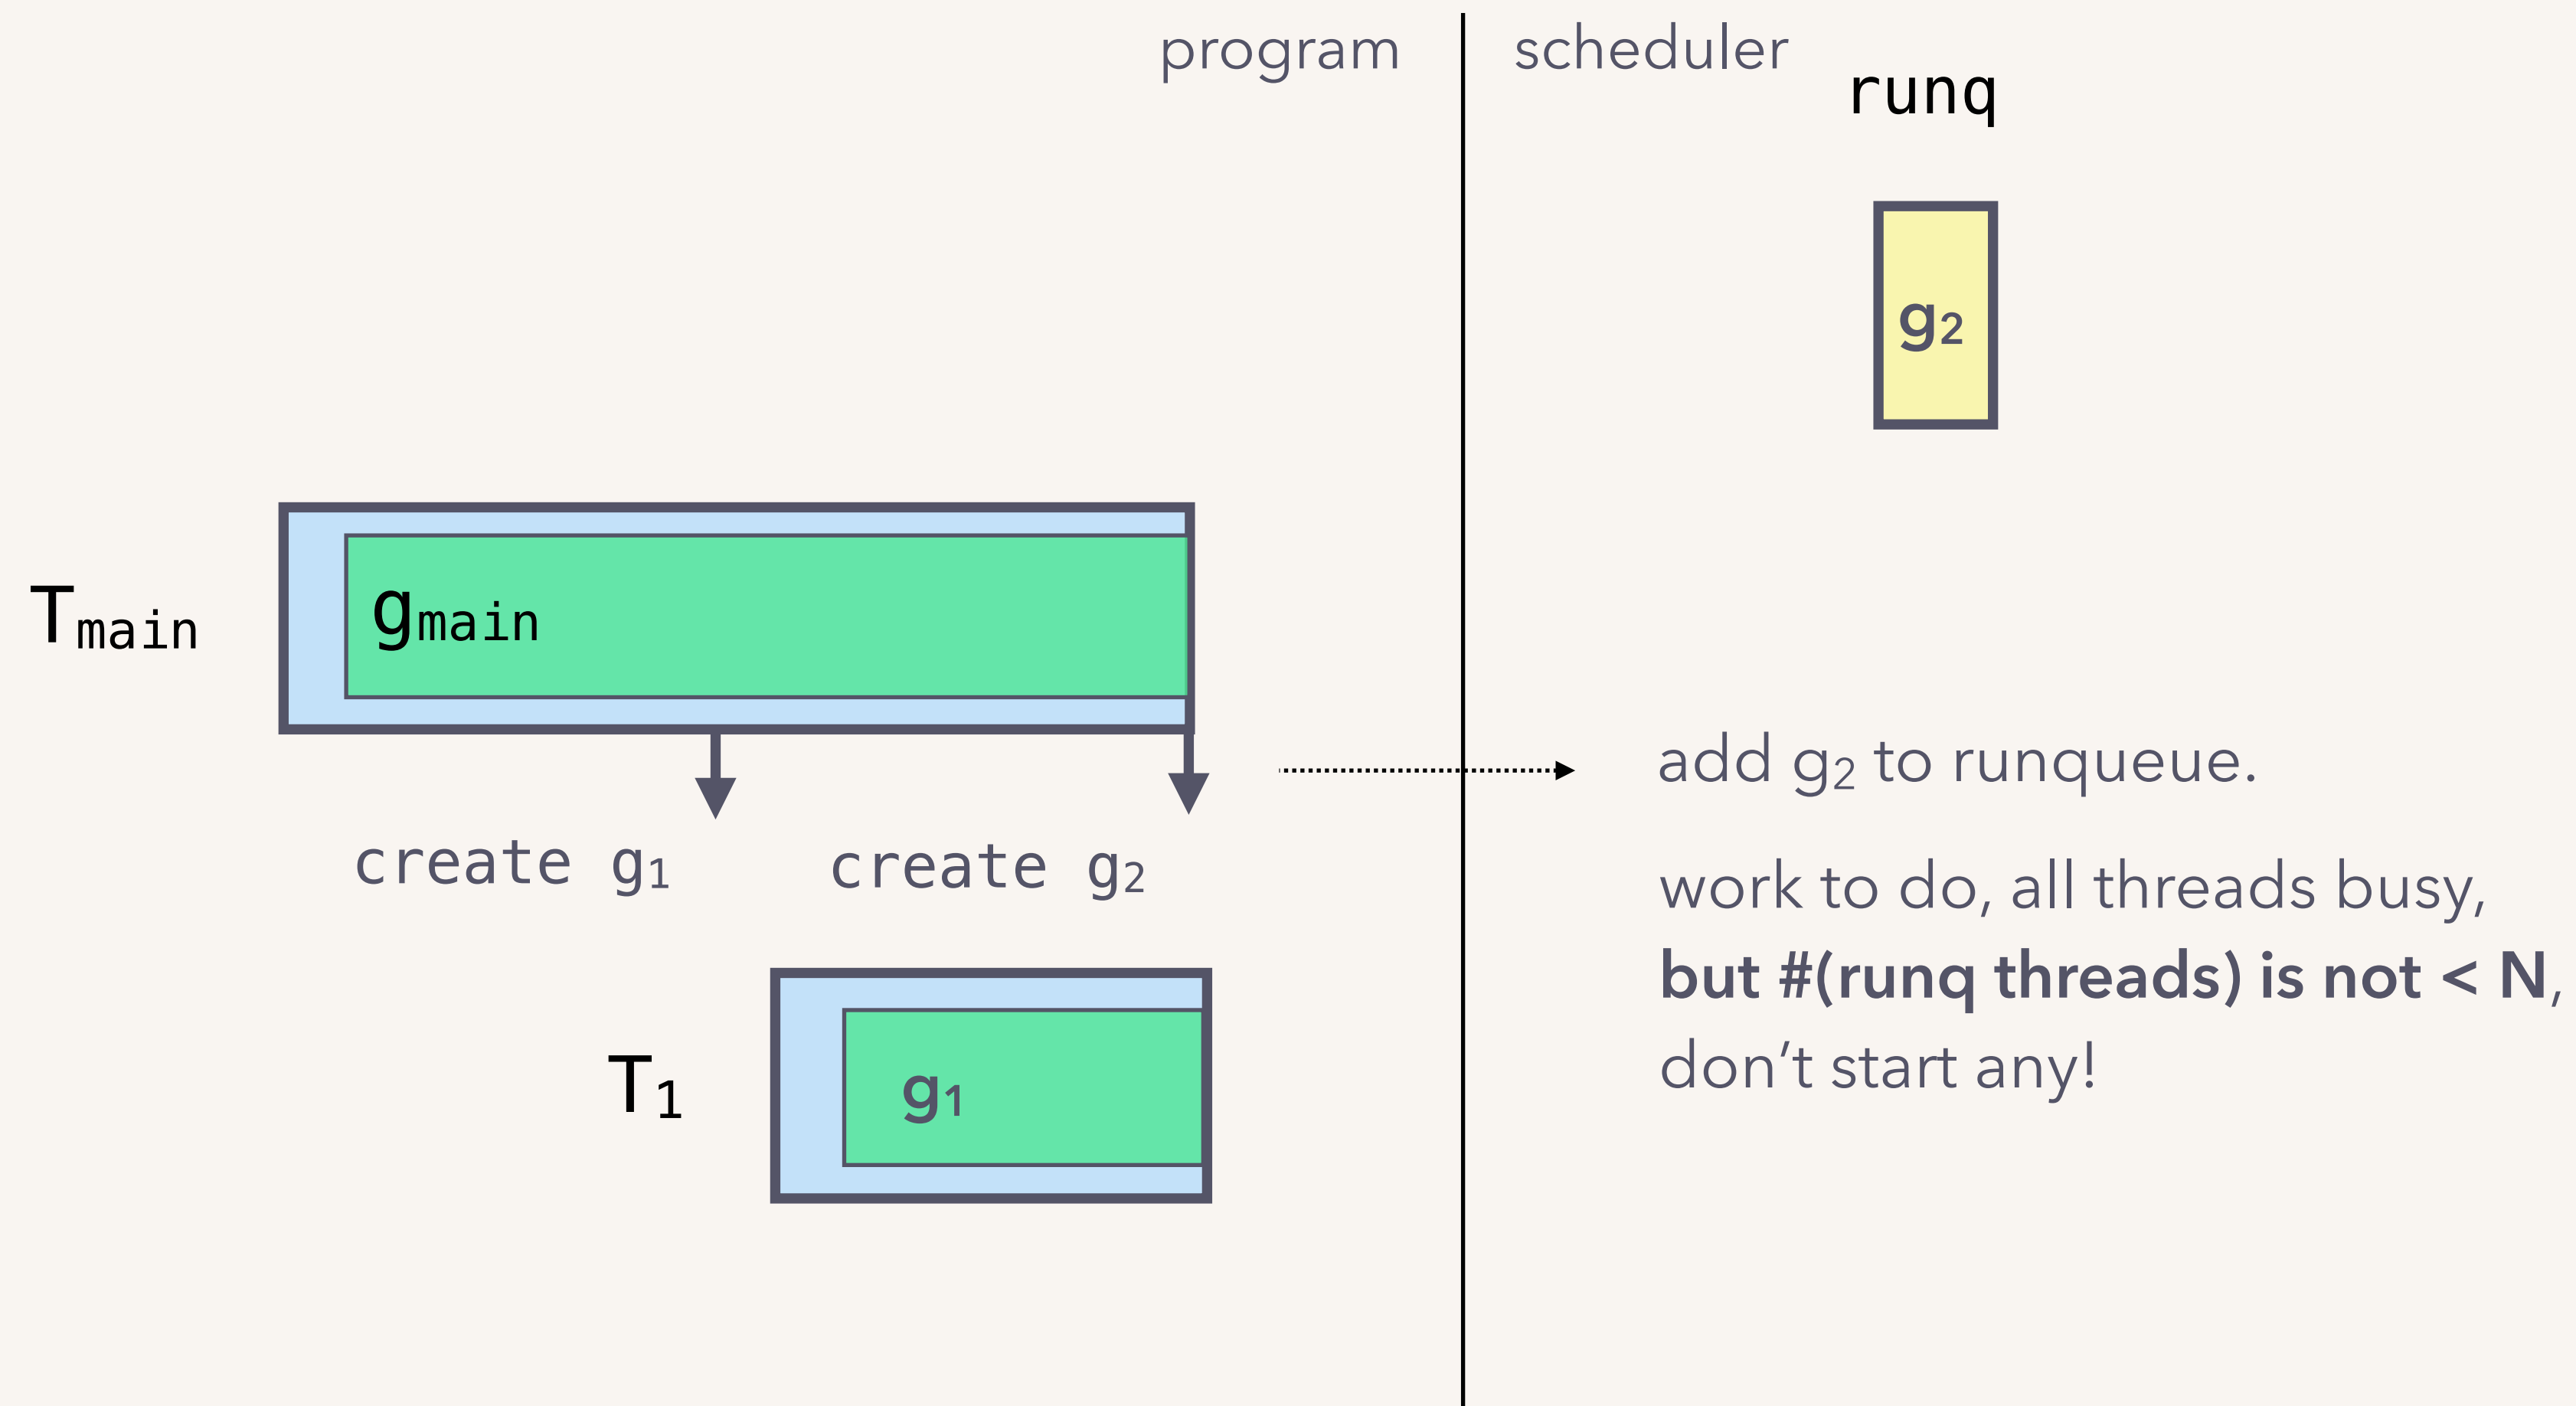 program
scheduler
runq
g2
Tmain
gmain
add g2 to runqueue.
create g1
create g2
work to do, all threads busy,
but #(runq threads) is not < N,
don’t start any!
T1
g1